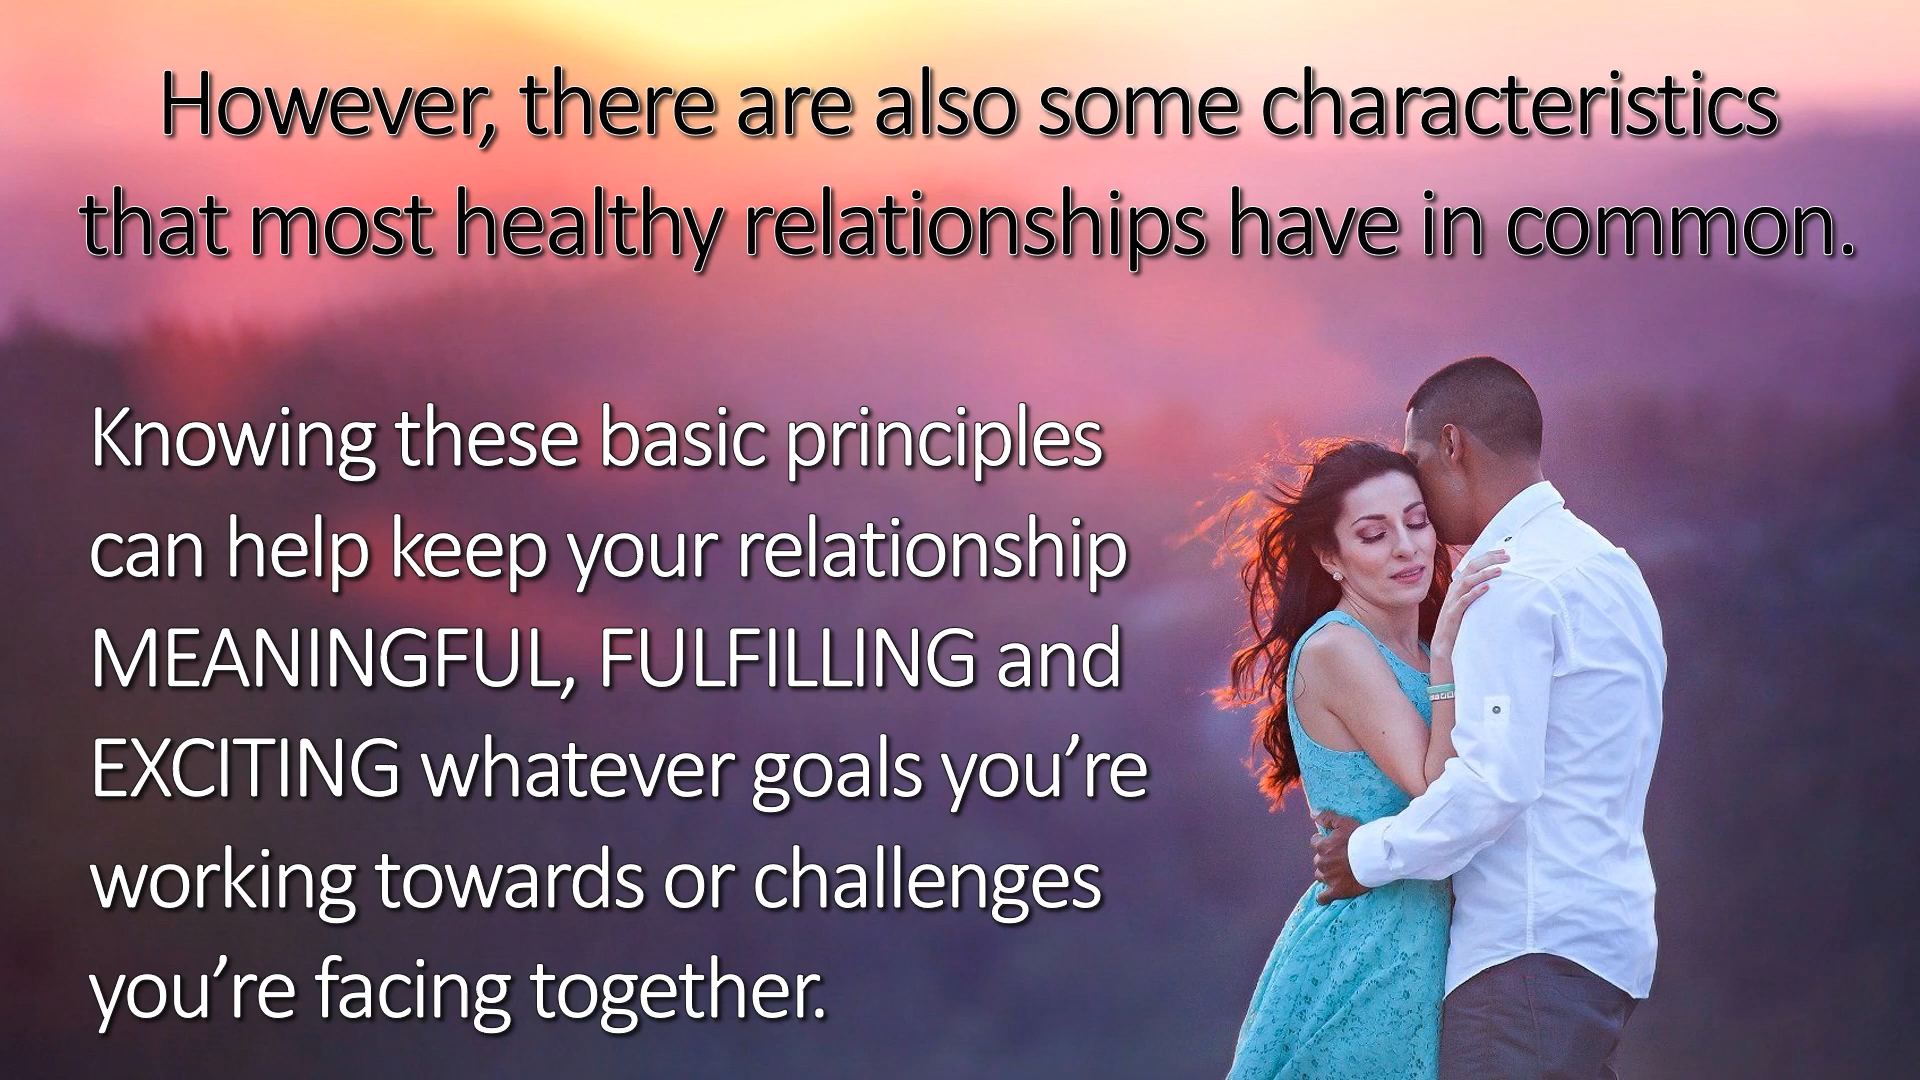 However, there are also some characteristics
that most healthy relationships have in common.
Knowing these basic principles
can help keep your relationship
MEANINGFUL, FULFILLING and
EXCITING whatever goals you’re
working towards or challenges
you’re facing together.